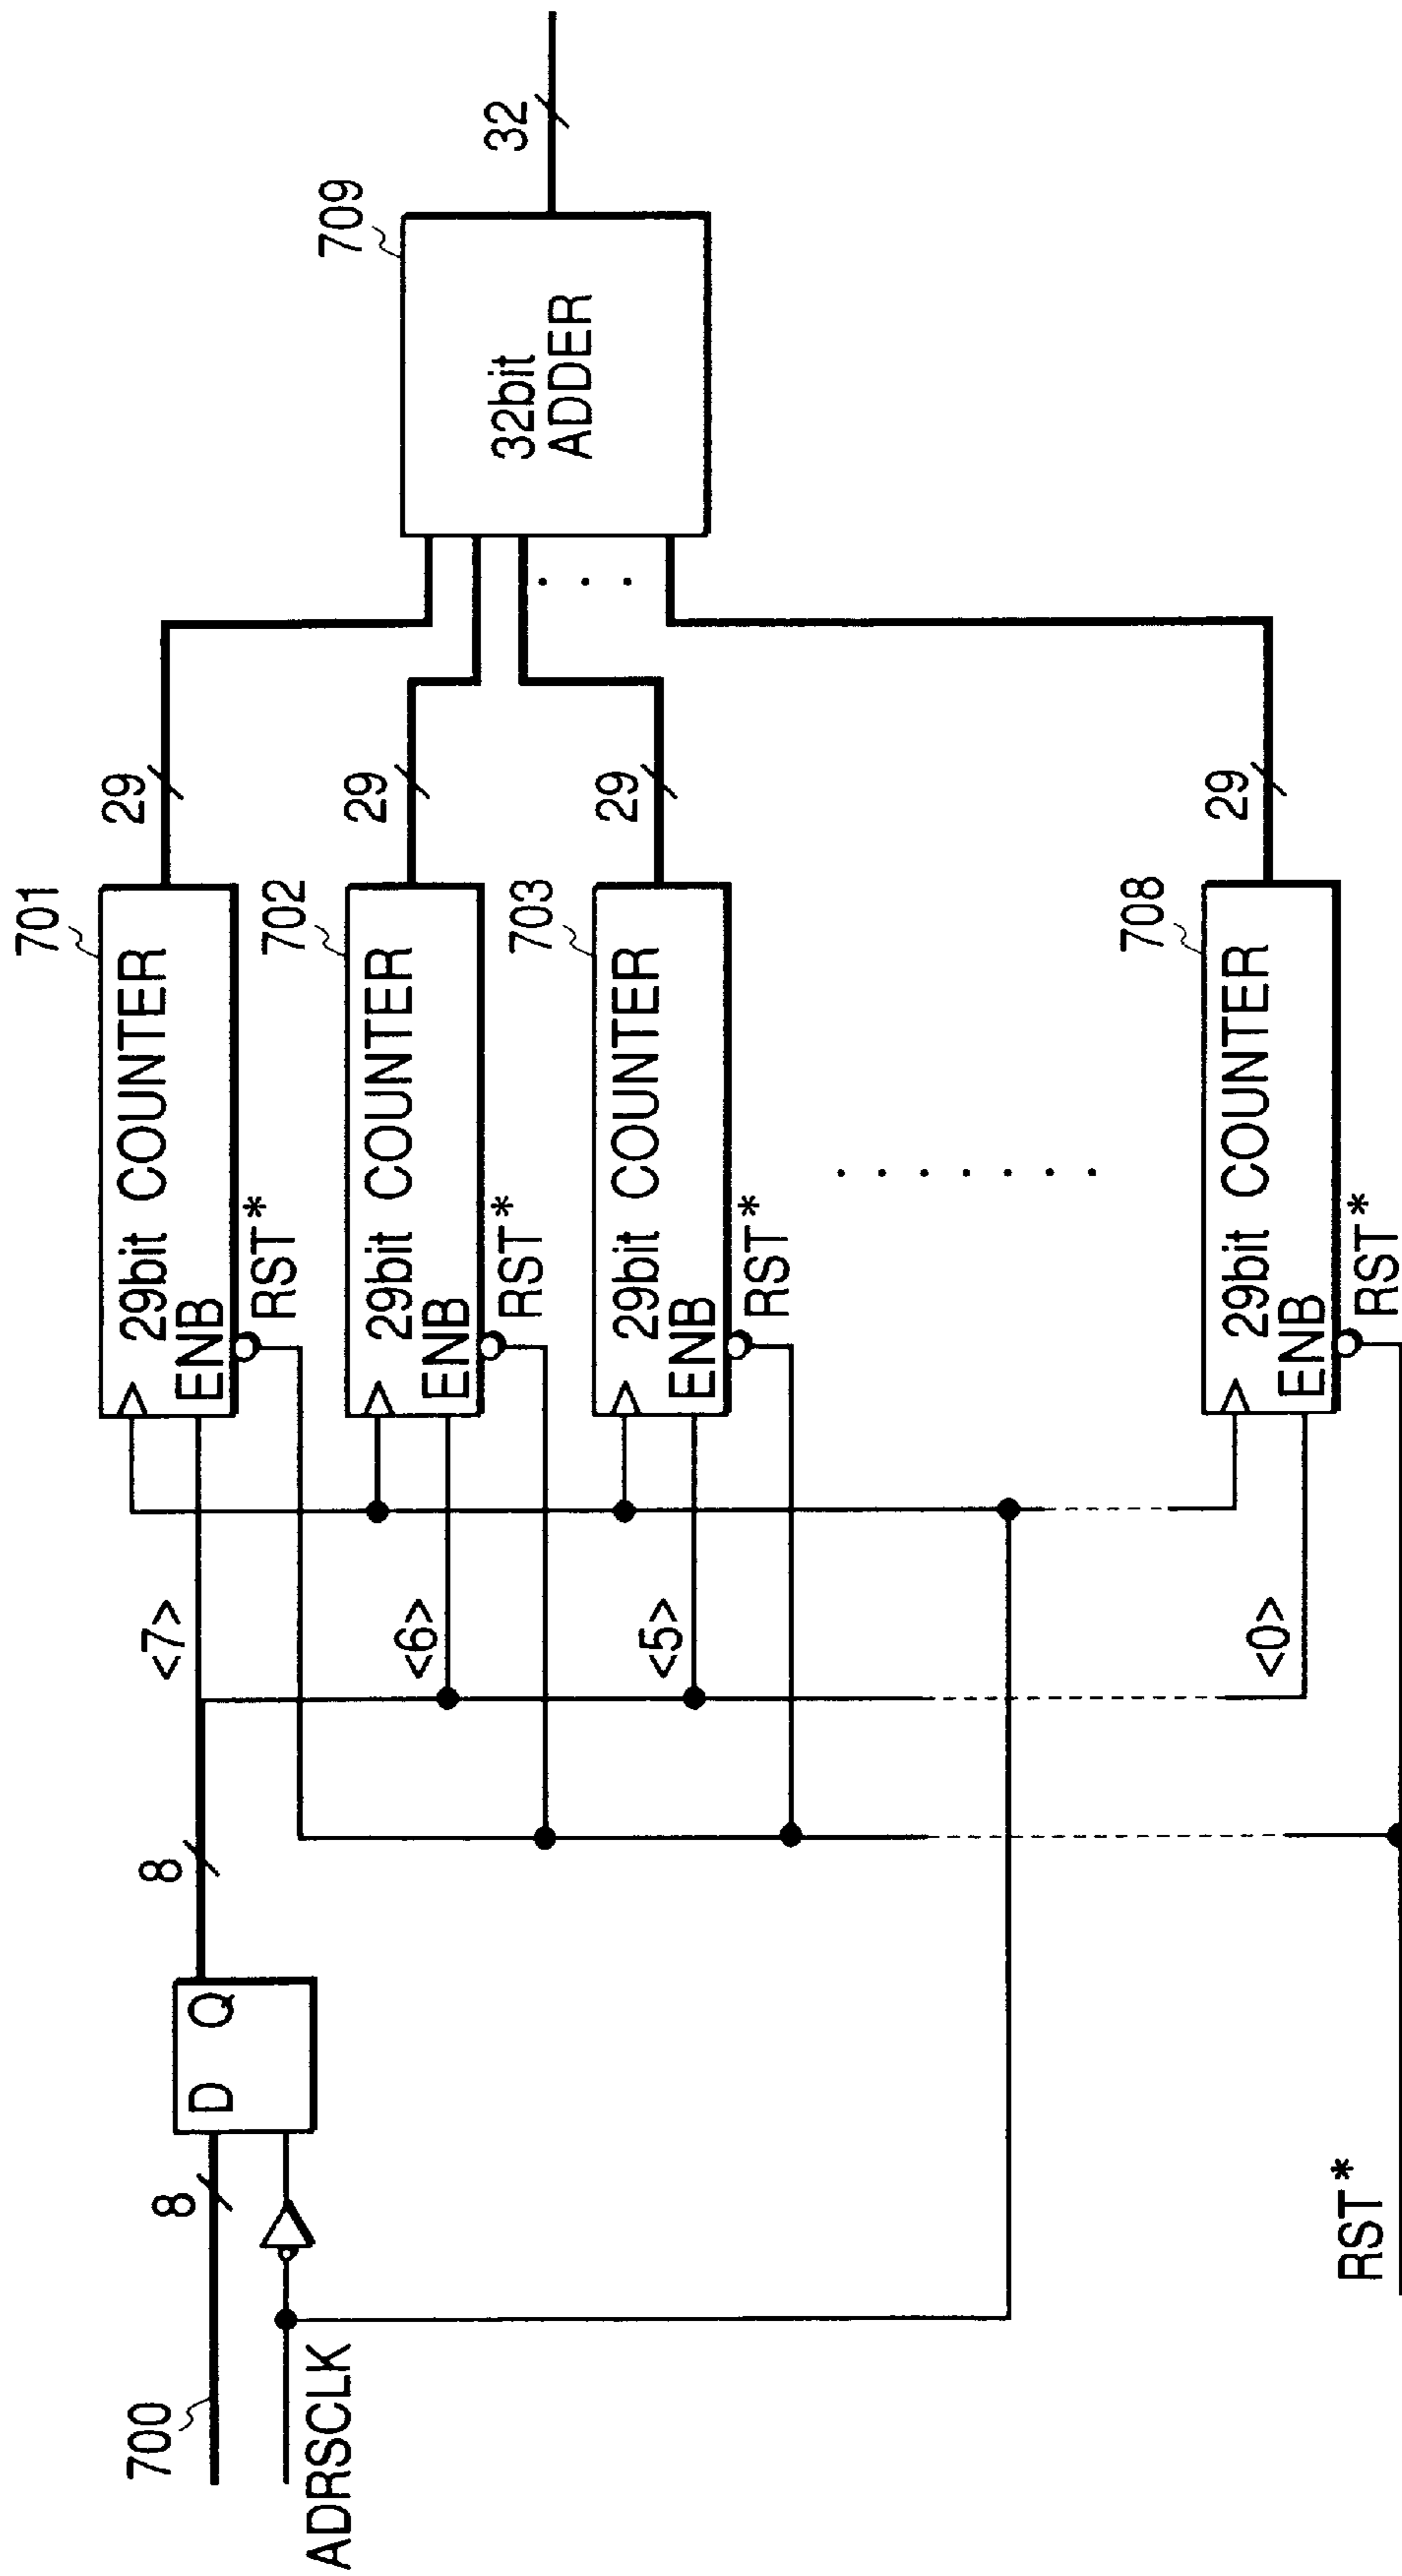 700
8
ADRSCLK
D Q
8
<7>
<6>
<5>
<0>
701
29bit COUNTER
ENB
RST*
29
702
29bit COUNTER
ENB
RST*
29
703
29bit COUNTER
ENB
RST*
29
708
29bit COUNTER
ENB
RST*
29
709
32bit
ADDER
32
RST*